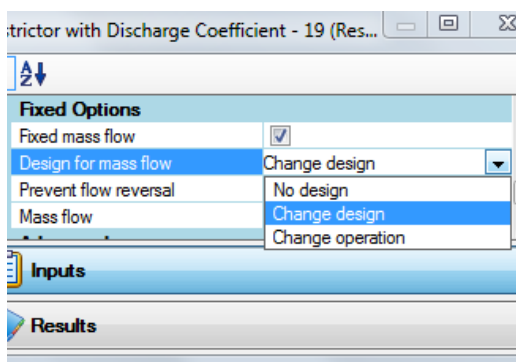 strictor with Discharge Coefficient - 19 (Res...
Fixed Options
Fixed mass flow
Design for mass flow Change design
Prevent flow reversal No design
Mass flow Change design
Change operation
Inputs
Results